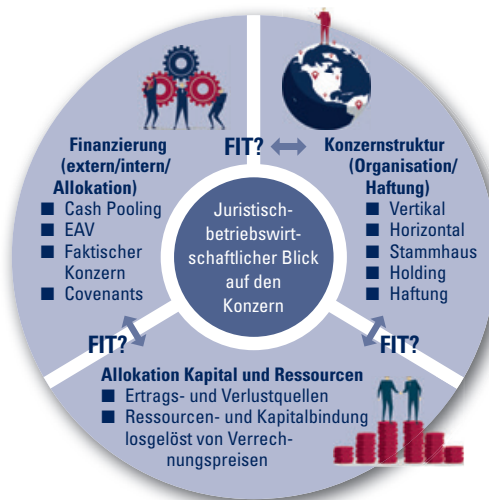 Finanzierung
(extern/intern/
Allokation)
■ Cash Pooling
■ EAV
■ Faktischer
Konzern
■ Covenants
FIT?
Konzernstruktur
(Organisation/
Haftung)
■ Vertikal
■ Horizontal
■ Stammhaus
■ Holding
■ Haftung
Juristisch-
betriebswirt-
schaftlicher Blick
auf den
Konzern
FIT?
FIT?
Allokation Kapital und Ressourcen
■ Ertrags- und Verlustquellen
■ Ressourcen- und Kapitalbindung
losgelöst von Verrech-
nungspreisen